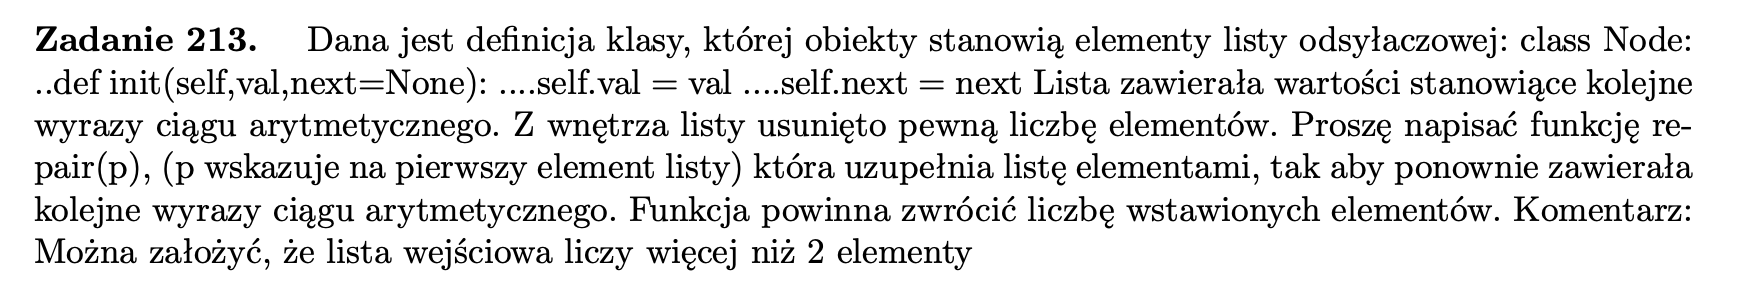 Zadanie 213. Dana jest definicja klasy, której obiekty stanowią elementy listy odsyłaczowej: class Node:
..def init(self,val,next=None): ....self.val = val ....self.next = next Lista zawierała wartości stanowiące kolejne
wyrazy ciągu arytmetycznego. Z wnętrza listy usunięto pewną liczbę elementów. Proszę napisać funkcję re-
pair(p), (p wskazuje na pierwszy element listy) która uzupełnia listę elementami, tak aby ponownie zawierała
kolejne wyrazy ciągu arytmetycznego. Funkcja powinna zwrócić liczbę wstawionych elementów. Komentarz:
Można założyć, że lista wejściowa liczy więcej niż 2 elementy